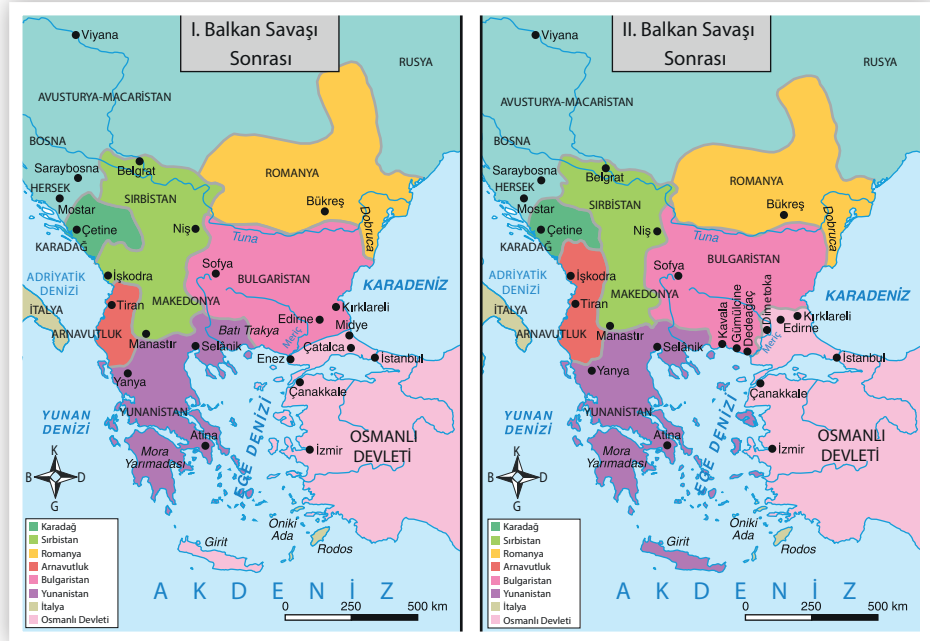 I. Balkan Savaşı
Sonrası
Viyana
RUSYA
AVUSTURYA-MACARİSTAN
BOSNA
Belgrat
Saraybosna
ROMANYA
HERSEK
SIRBİSTAN
Mostar
Bükreş
Dobruca
Çetine
Niş
KARADAĞ
Tuna
Sofya
BULGARİSTAN
ADRİYATİK
DENİZİ
İşkodra
KARADENİZ
İTALYA
Tiran
MAKEDONYA
Kırklareli
Edirne
Batı Trakya
Midye
ARNAVUTLUK
Meriç
Manastır
Selânik
Çatalca
Enez
İstanbul
Yanya
Çanakkale
YUNAN
DENİZİ
YUNANİSTAN
EGE DENİZİ
OSMANLI
DEVLETİ
Atina
İzmir
Mora
Yarımadası
K
B
D
G
Oniki
Ada
Girit
Rodos
Karadağ
Sırbistan
Romanya
Arnavutluk
Bulgaristan
Yunanistan
İtalya
Osmanlı Devleti
A K D E N İ Z
0 250 500 km
II. Balkan Savaşı
Sonrası
Viyana
RUSYA
AVUSTURYA-MACARİSTAN
BOSNA
Belgrat
Saraybosna
ROMANYA
HERSEK
SIRBİSTAN
Mostar
Bükreş
Dobruca
Çetine
Niş
KARADAĞ
Tuna
Sofya
BULGARİSTAN
ADRİYATİK
DENİZİ
İşkodra
KARADENİZ
İTALYA
Tiran
MAKEDONYA
Kavala
Gümülcine
Dedeağaç
Dimetoka
Kırklareli
Edirne
ARNAVUTLUK
Manastır
Meriç
Selânik
İstanbul
Yanya
Çanakkale
YUNAN
DENİZİ
YUNANİSTAN
EGE DENİZİ
OSMANLI
DEVLETİ
Atina
İzmir
Mora
Yarımadası
K
B
D
G
Oniki
Ada
Girit
Rodos
Karadağ
Sırbistan
Romanya
Arnavutluk
Bulgaristan
Yunanistan
İtalya
Osmanlı Devleti
A K D E N İ Z
0 250 500 km